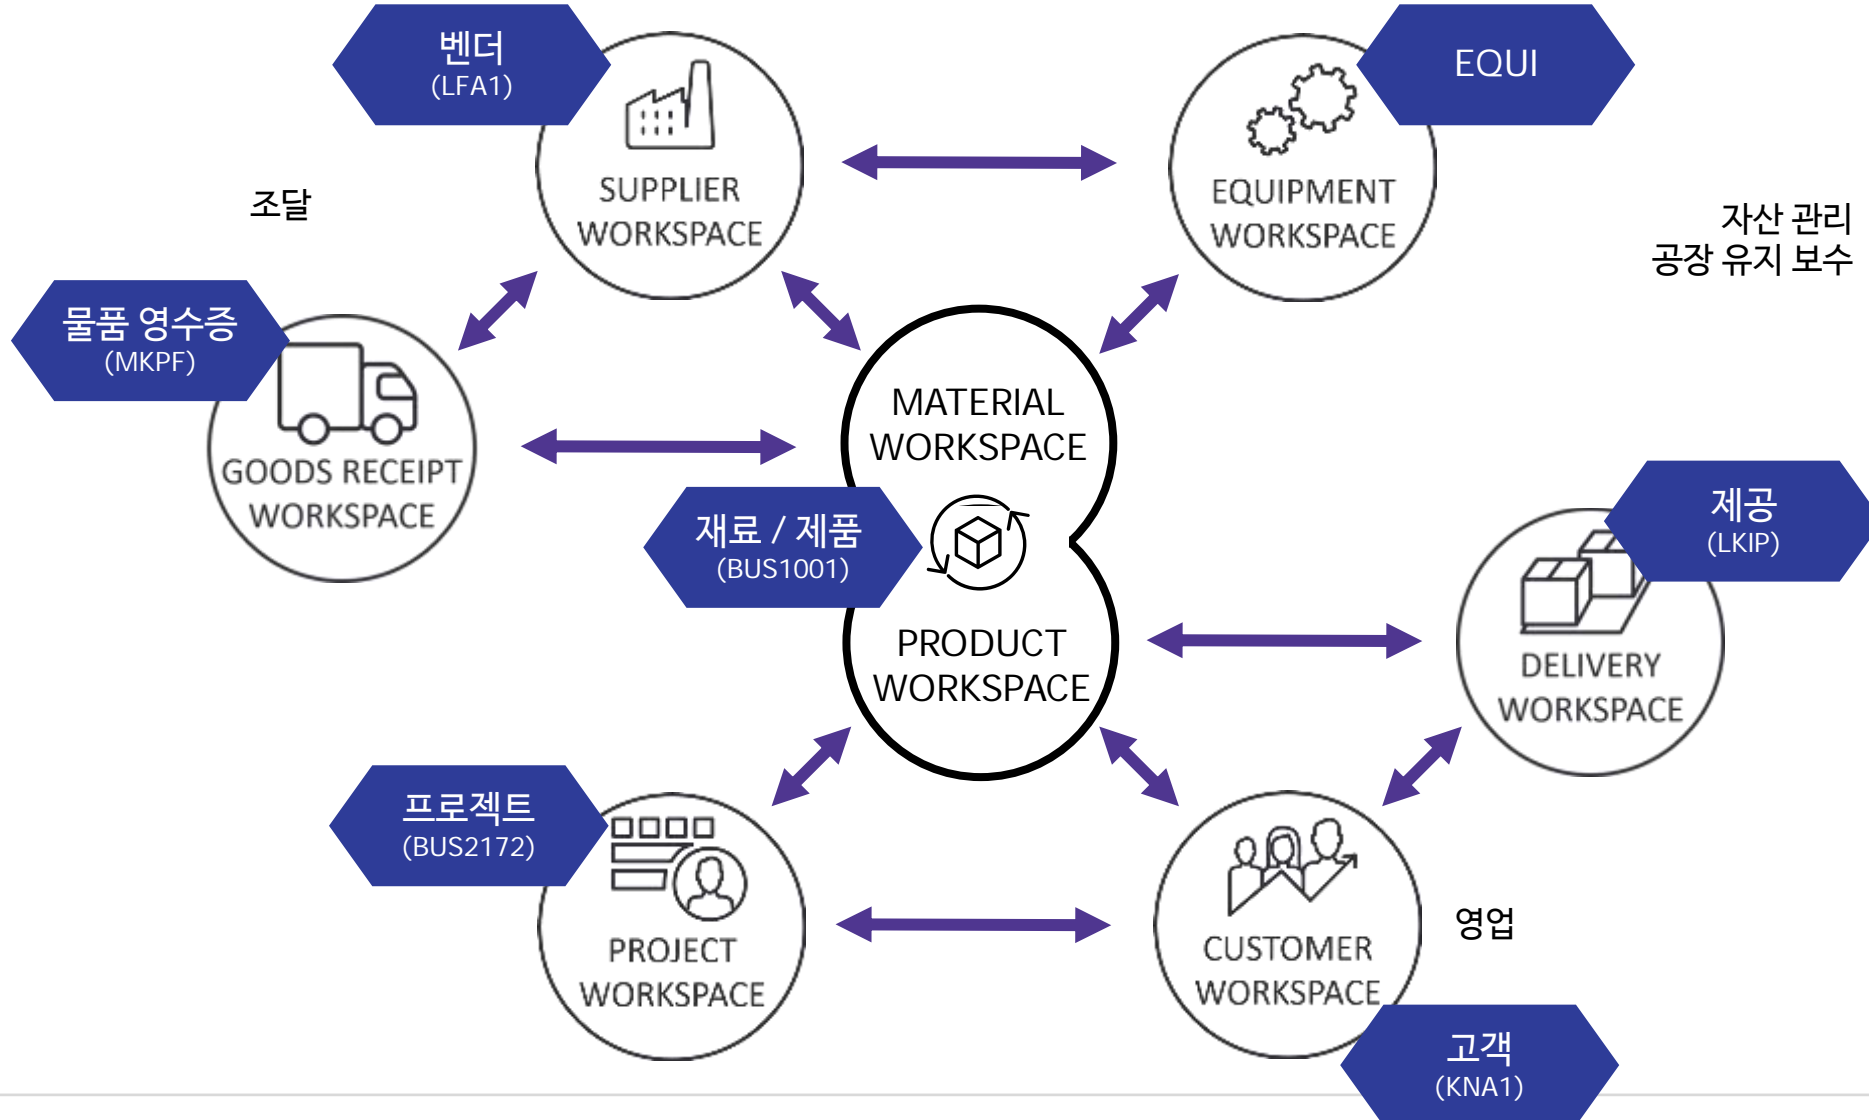 벤더
(LFA1)
SUPPLIER
WORKSPACE
EQUI
EQUIPMENT
WORKSPACE
조달
자산 관리
공장 유지 보수
물품 영수증
(MKPF)
GOODS RECEIPT
WORKSPACE
MATERIAL
WORKSPACE
재료 / 제품
(BUS1001)
PRODUCT
WORKSPACE
제공
(LKIP)
DELIVERY
WORKSPACE
프로젝트
(BUS2172)
PROJECT
WORKSPACE
CUSTOMER
WORKSPACE
영업
고객
(KNA1)